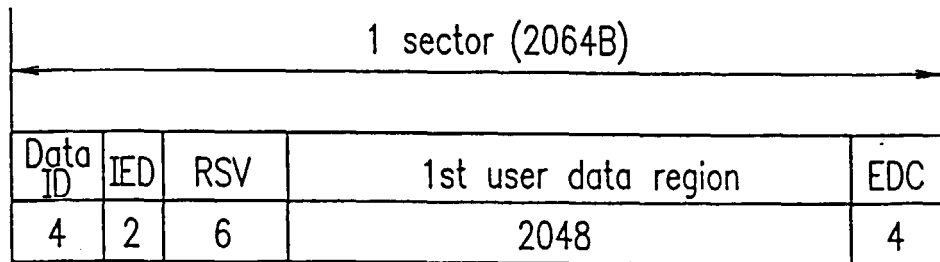 1 sector (2064B)
Data ID IED RSV 1st user data region EDC
4 2 6 2048 4